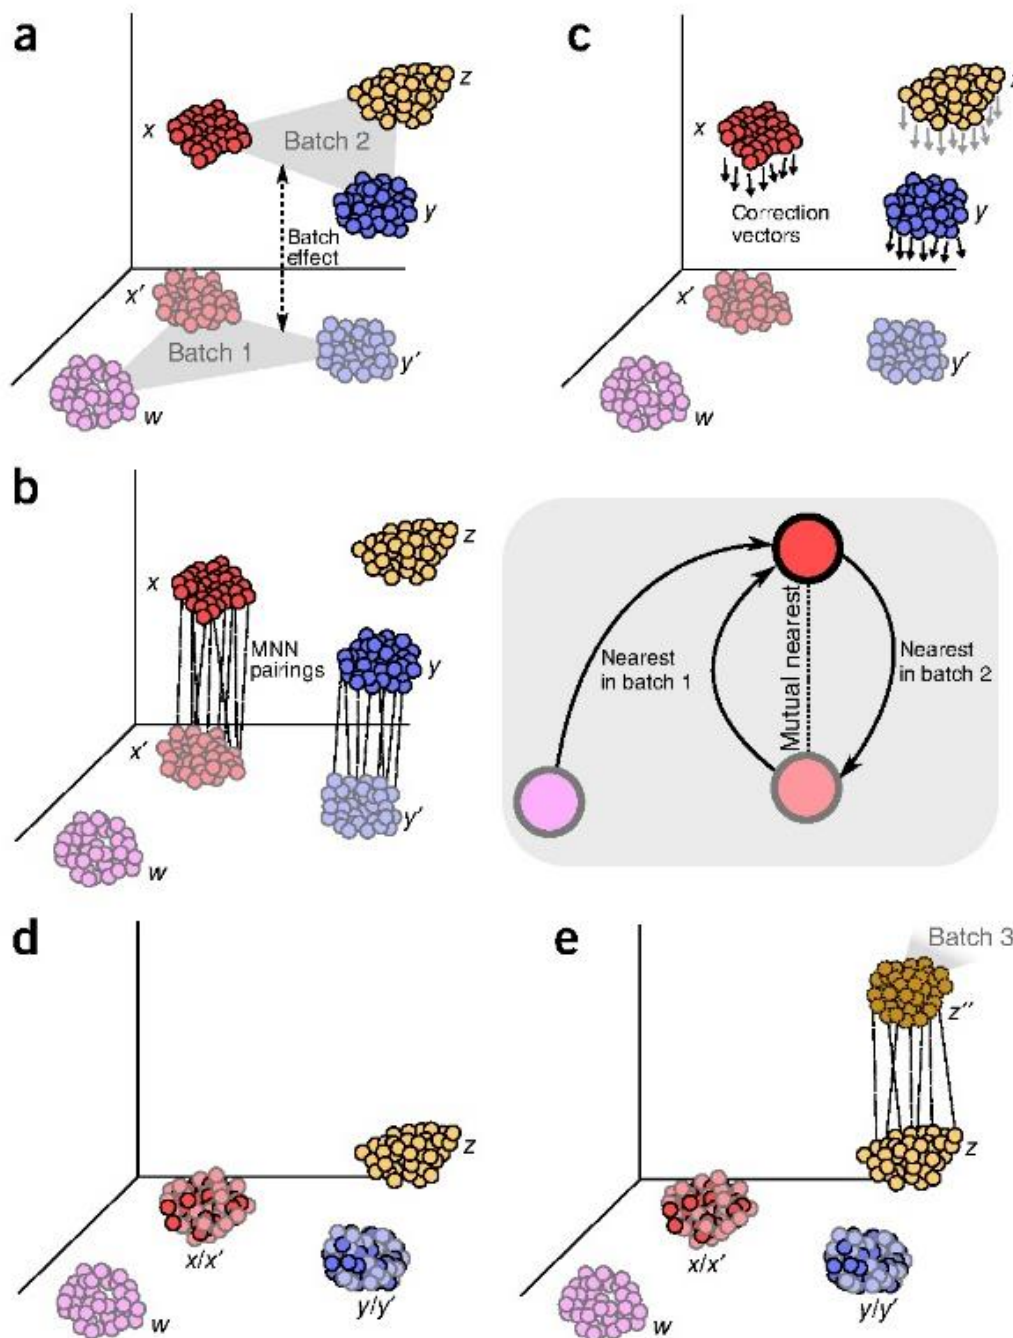 a
x
z
Batch 2
y
Batch
effect
x′
Batch 1
y′
w
c
x
z
Correction
vectors
y
x′
y′
w
b
x
z
MNN
pairings
y
x′
y′
w
Nearest
in batch 1
Mutual nearest
Nearest
in batch 2
d
z
x/x′
y/y′
w
e
Batch 3
z′′
z
x/x′
y/y′
w